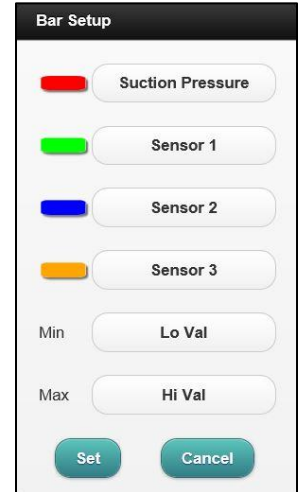 Bar Setup
Suction Pressure
Sensor 1
Sensor 2
Sensor 3
Min Lo Val
Max Hi Val
Set Cancel